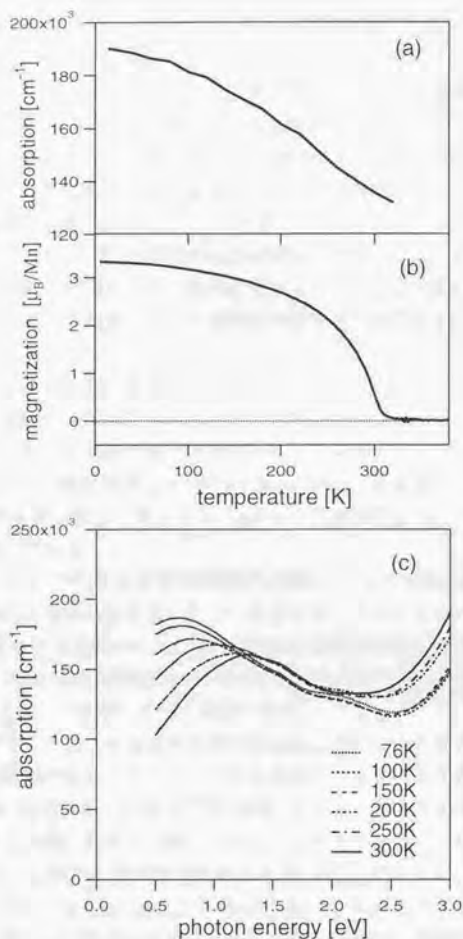 200x10³
180
160
140
120
absorption [cm⁻¹]
(a)
3
2
1
0
magnetization [μB/Mn]
(b)
0
100
200
300
temperature [K]
250x10³
200
150
100
50
0
absorption [cm⁻¹]
(c)
76K
100K
150K
200K
250K
300K
0.0
0.5
1.0
1.5
2.0
2.5
3.0
photon energy [eV]